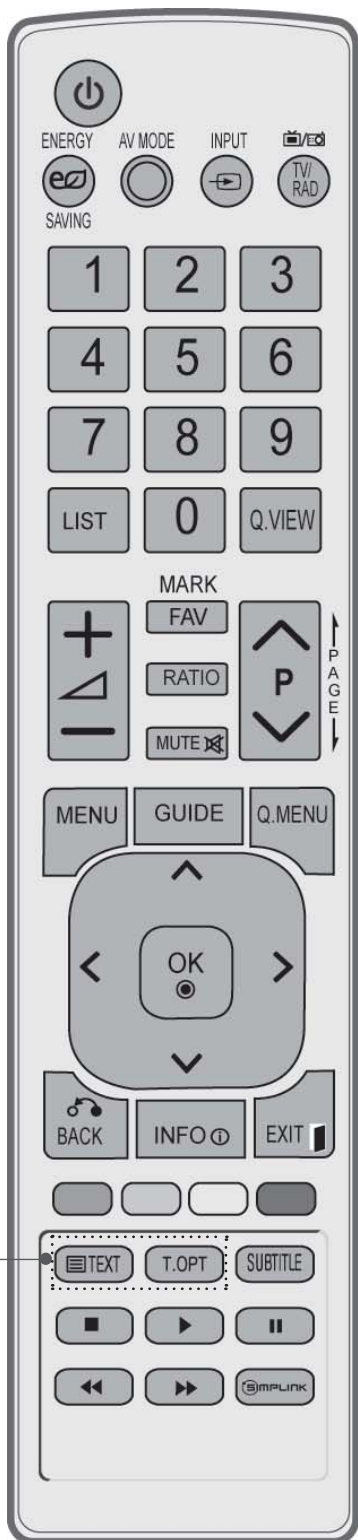 ENERGY AV MODE INPUT
TV/
RAD
SAVING
1 2 3
4 5 6
7 8 9
LIST 0 Q.VIEW
MARK
FAV
RATIO
P
PAGE
MUTE
MENU GUIDE Q.MENU
OK
BACK INFO EXIT
TEXT T.OPT SUBTITLE
SIMPLINK